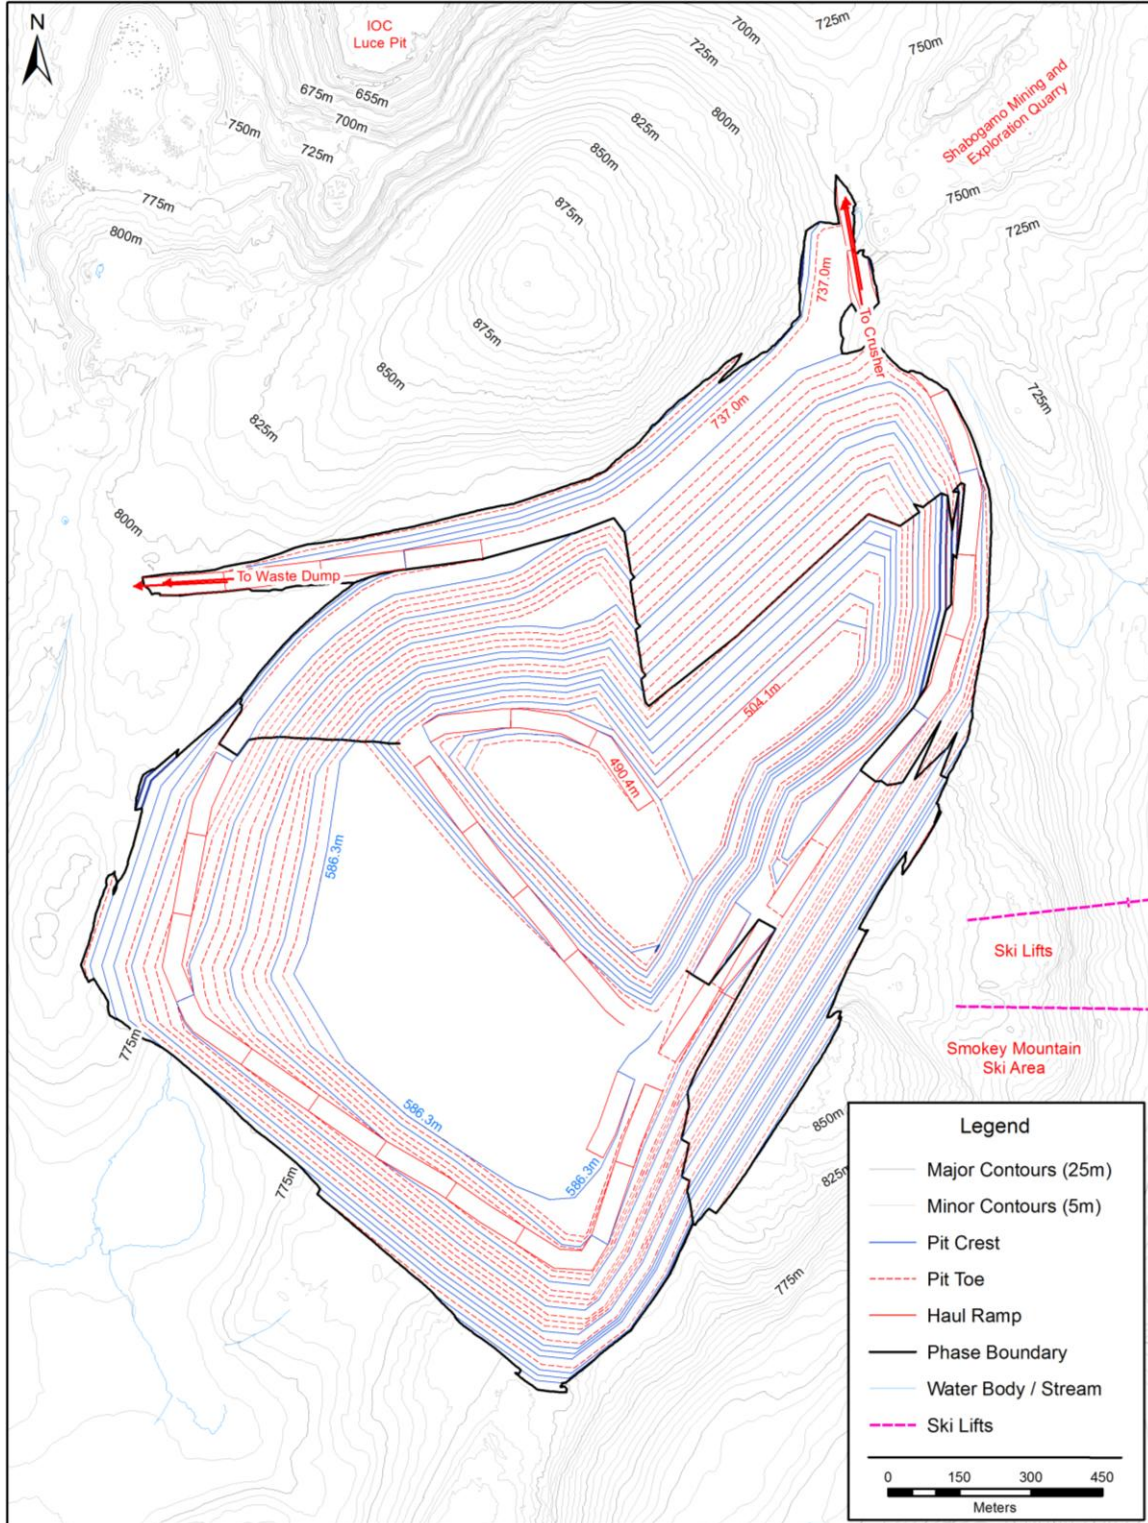 N
IOC
Luce Pit
700m
725m
725m
750m
675m
655m
700m
750m
725m
825m
800m
850m
Shabogamo Mining and
Exploration Quarry
750m
725m
775m
800m
875m
737.0m
875m
To Crusher
850m
725m
737.0m
825m
800m
To Waste Dump
504.1m
490.4m
586.3m
Ski Lifts
775m
Smokey Mountain
Ski Area
586.3m
850m
775m
586.3m
825m
775m
Legend
Major Contours (25m)
Minor Contours (5m)
Pit Crest
Pit Toe
Haul Ramp
Phase Boundary
Water Body / Stream
Ski Lifts
0 150 300 450
Meters